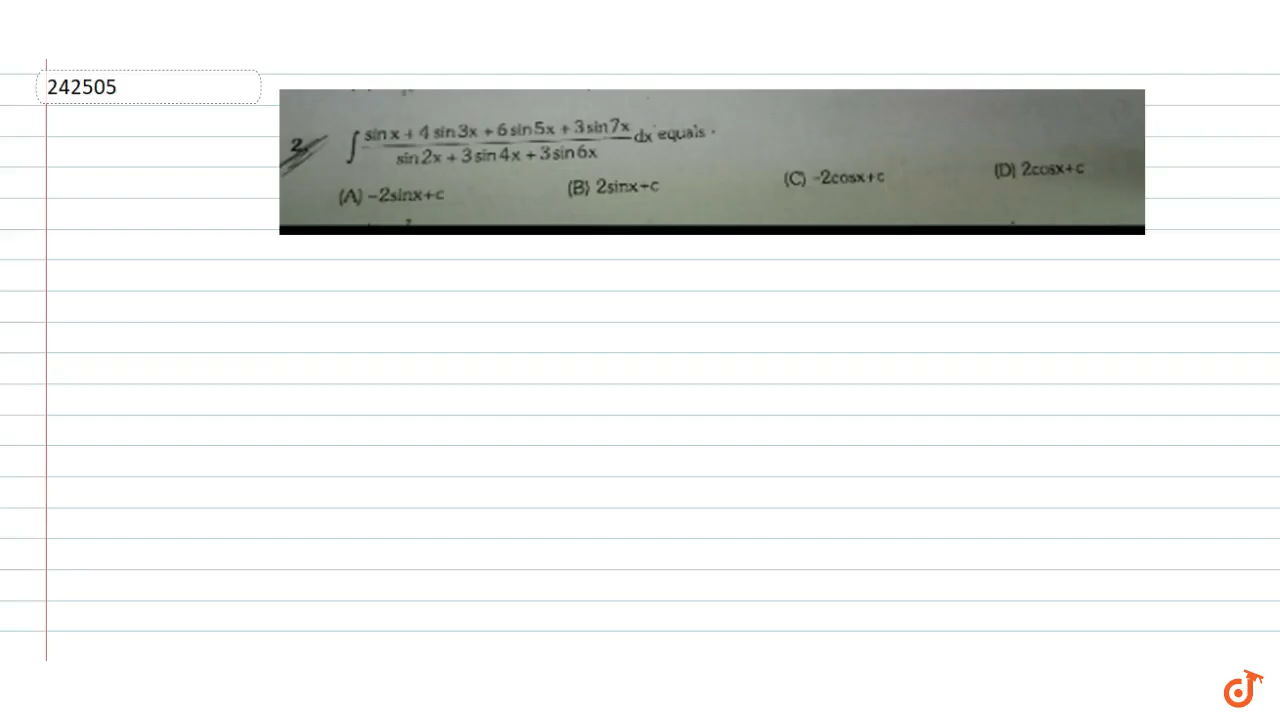 242505
2. ∫ (sin x + 4 sin 3x + 6 sin 5x + 3 sin 7x)/(sin 2x + 3 sin 4x + 3 sin 6x) dx equals
(A) -2sinx+c (B) 2sinx+c (C) -2cosx+c (D) 2cosx+c